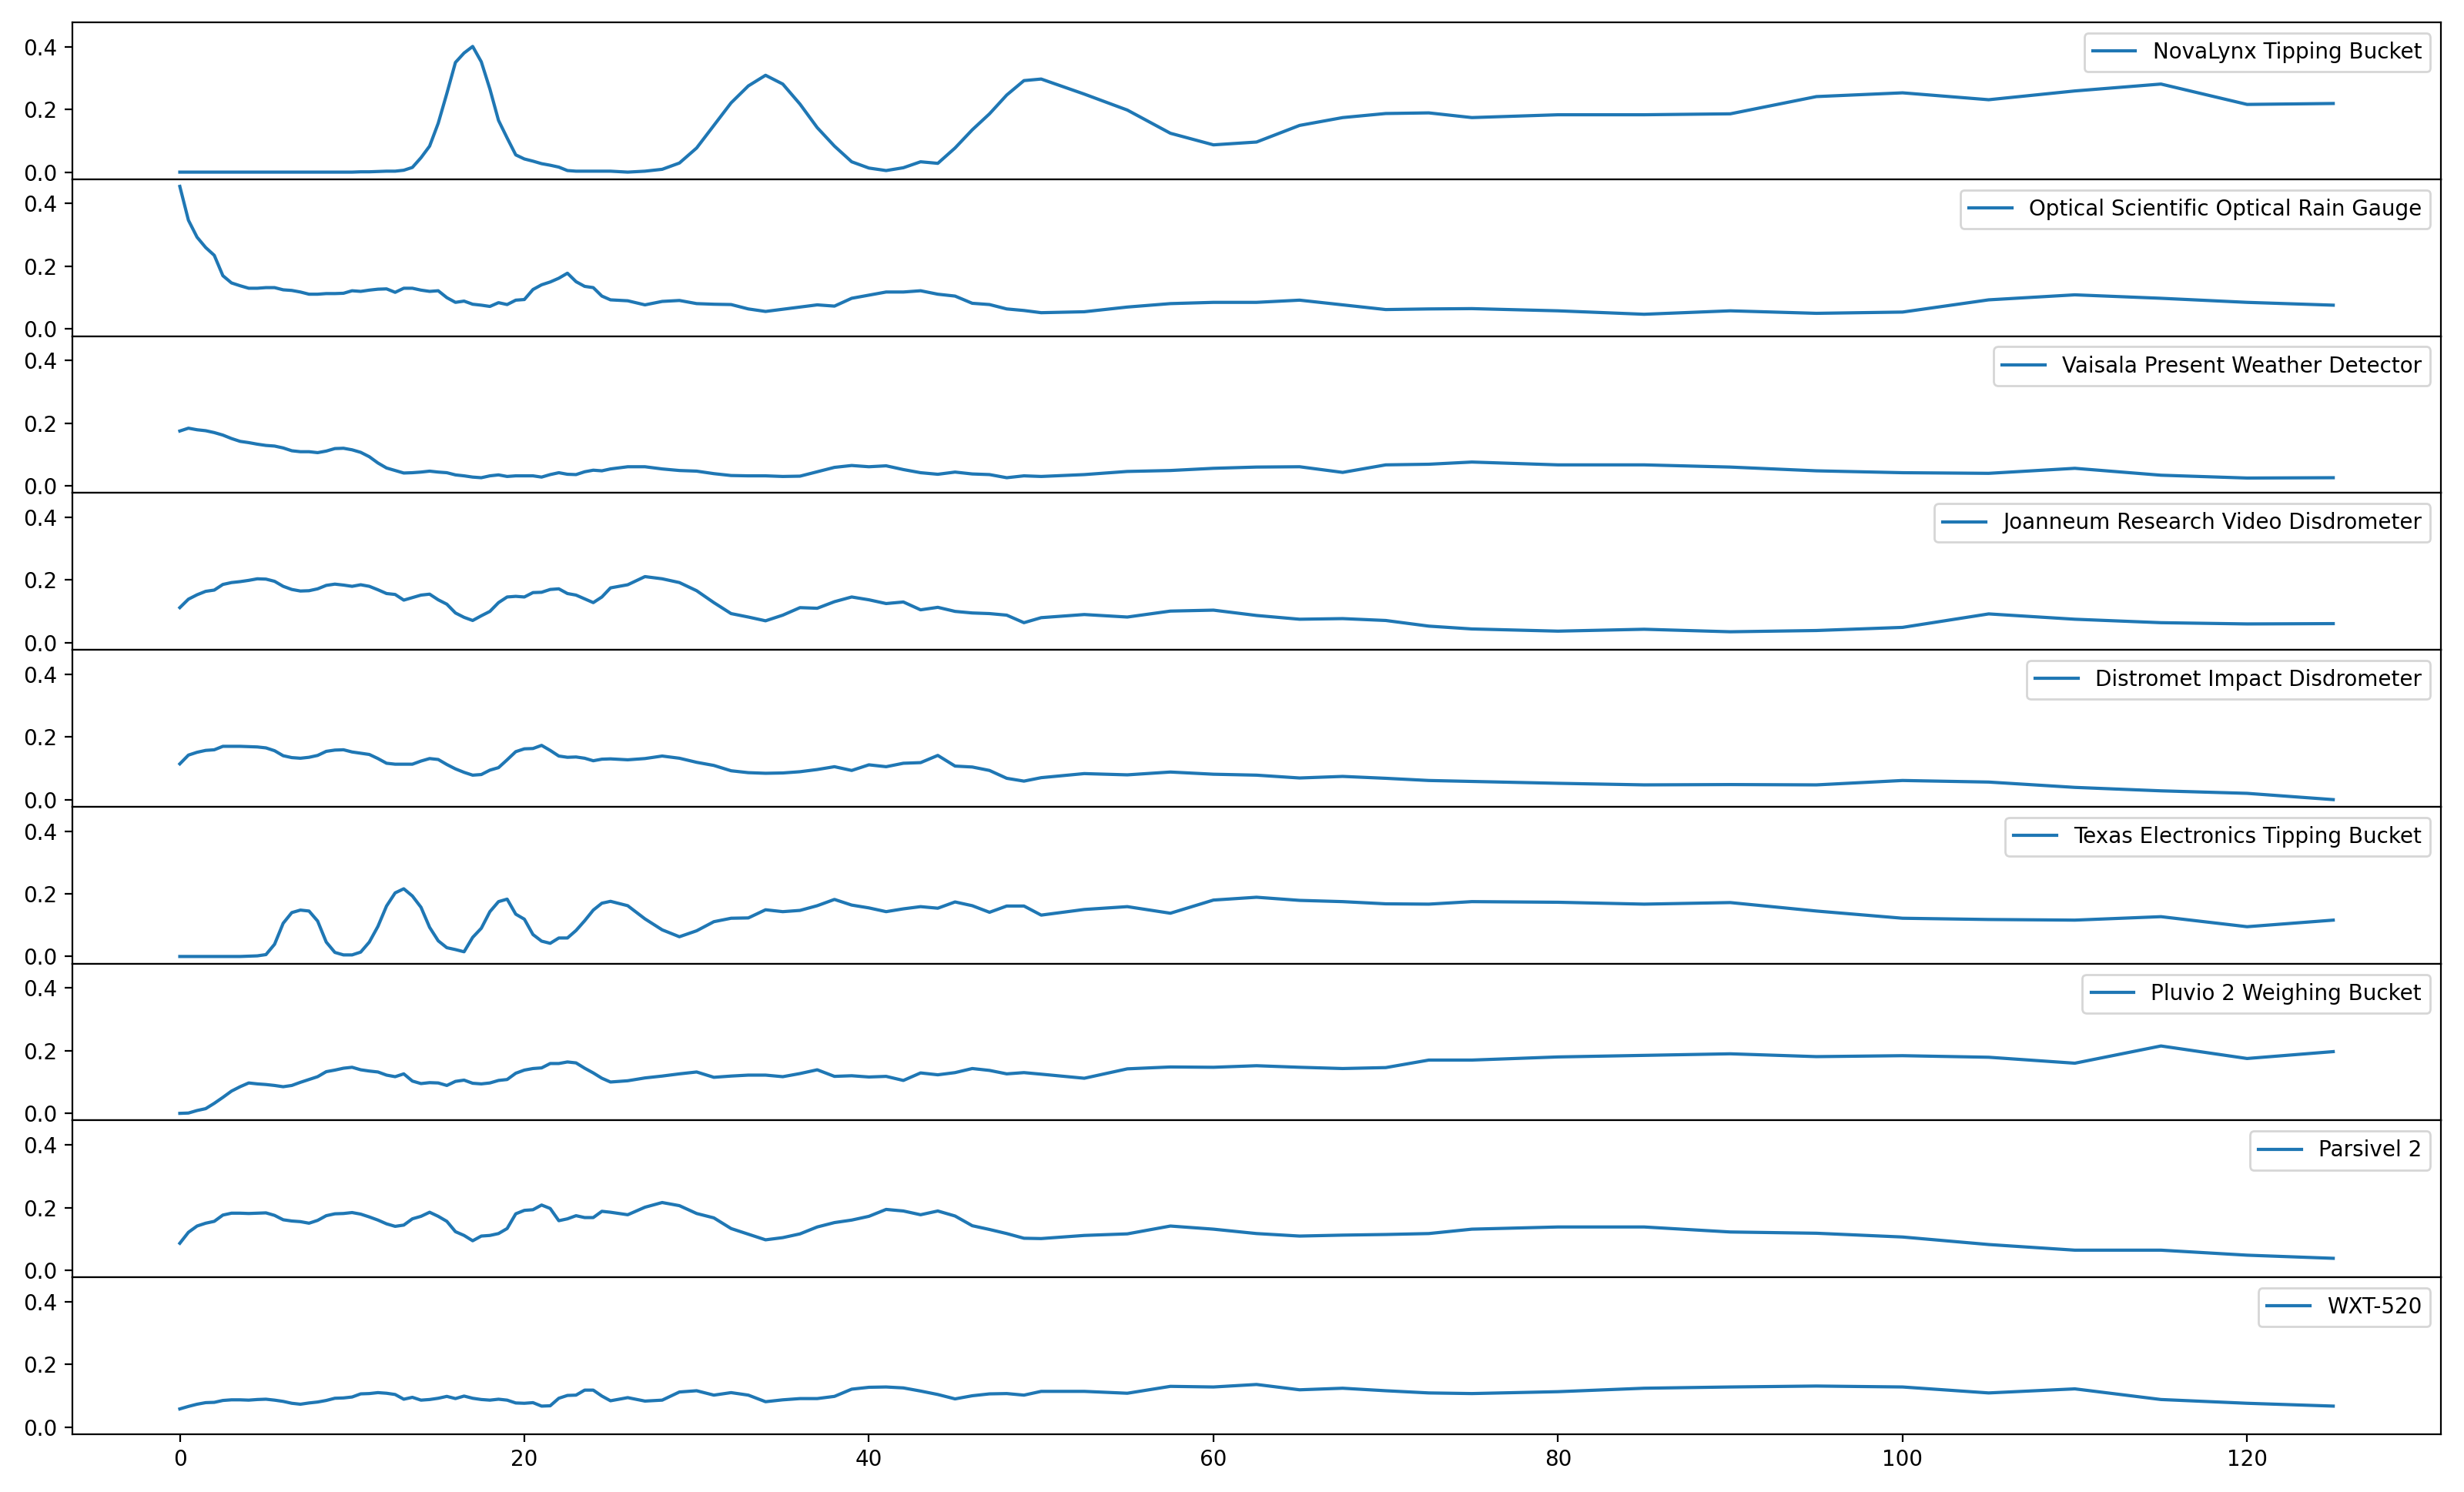 0.4
0.2
0.0
NovaLynx Tipping Bucket
0.4
0.2
0.0
Optical Scientific Optical Rain Gauge
0.4
0.2
0.0
Vaisala Present Weather Detector
0.4
0.2
0.0
Joanneum Research Video Disdrometer
0.4
0.2
0.0
Distromet Impact Disdrometer
0.4
0.2
0.0
Texas Electronics Tipping Bucket
0.4
0.2
0.0
Pluvio 2 Weighing Bucket
0.4
0.2
0.0
Parsivel 2
0.4
0.2
0.0
WXT-520
0 20 40 60 80 100 120